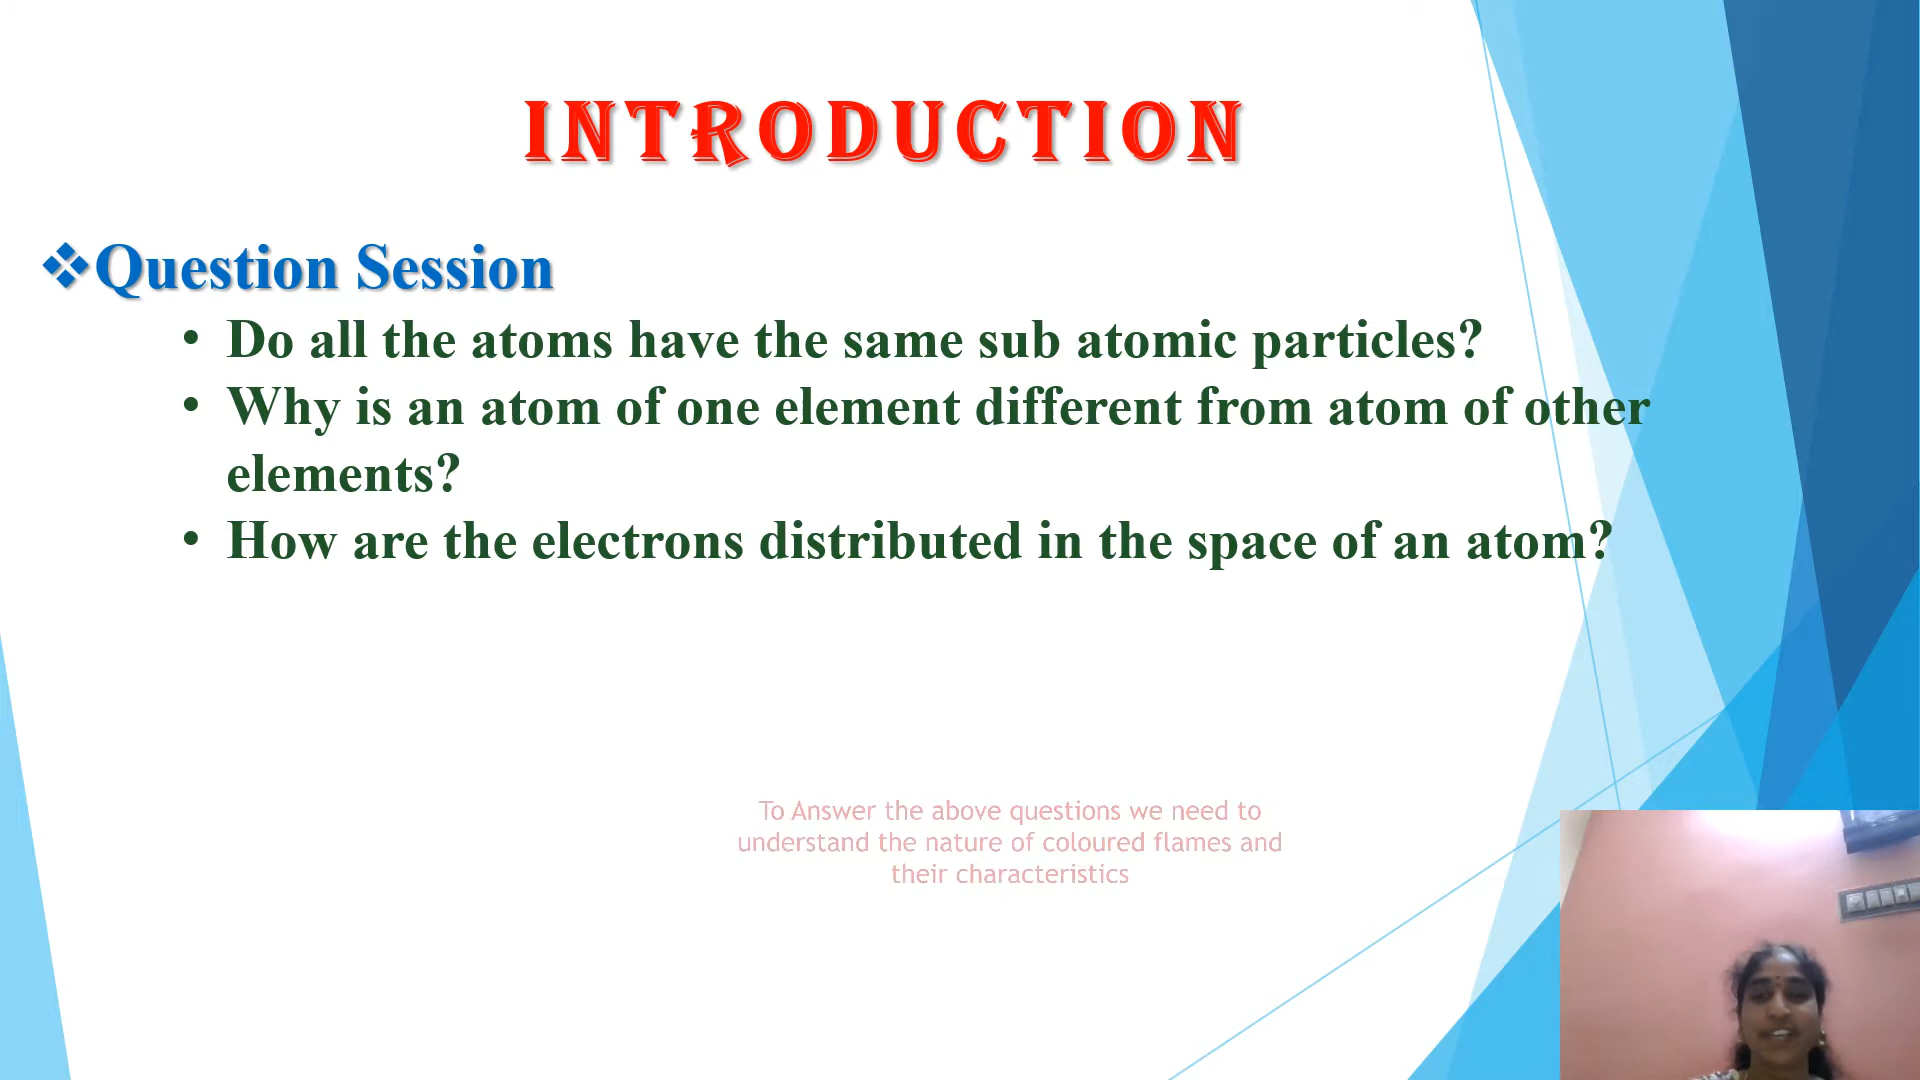 INTRODUCTION
❖Question Session
• Do all the atoms have the same sub atomic particles?
• Why is an atom of one element different from atom of other
elements?
• How are the electrons distributed in the space of an atom?
To Answer the above questions we need to
understand the nature of coloured flames and
their characteristics